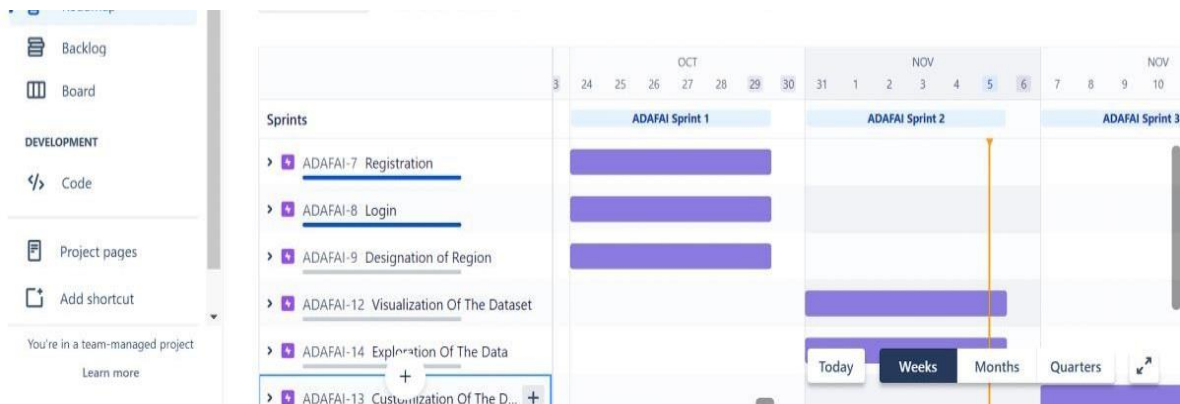 Backlog
Board
DEVELOPMENT
Code
Project pages
Add shortcut
You're in a team-managed project
Learn more
OCT NOV NOV
3 24 25 26 27 28 29 30 31 1 2 3 4 5 6 7 8 9 10
Sprints ADAFAI Sprint 1 ADAFAI Sprint 2 ADAFAI Sprint 3
ADAFAI-7 Registration
ADAFAI-8 Login
ADAFAI-9 Designation of Region
ADAFAI-12 Visualization Of The Dataset
ADAFAI-14 Exploration Of The Data
Today Weeks Months Quarters
ADAFAI-13 Customization Of The D...